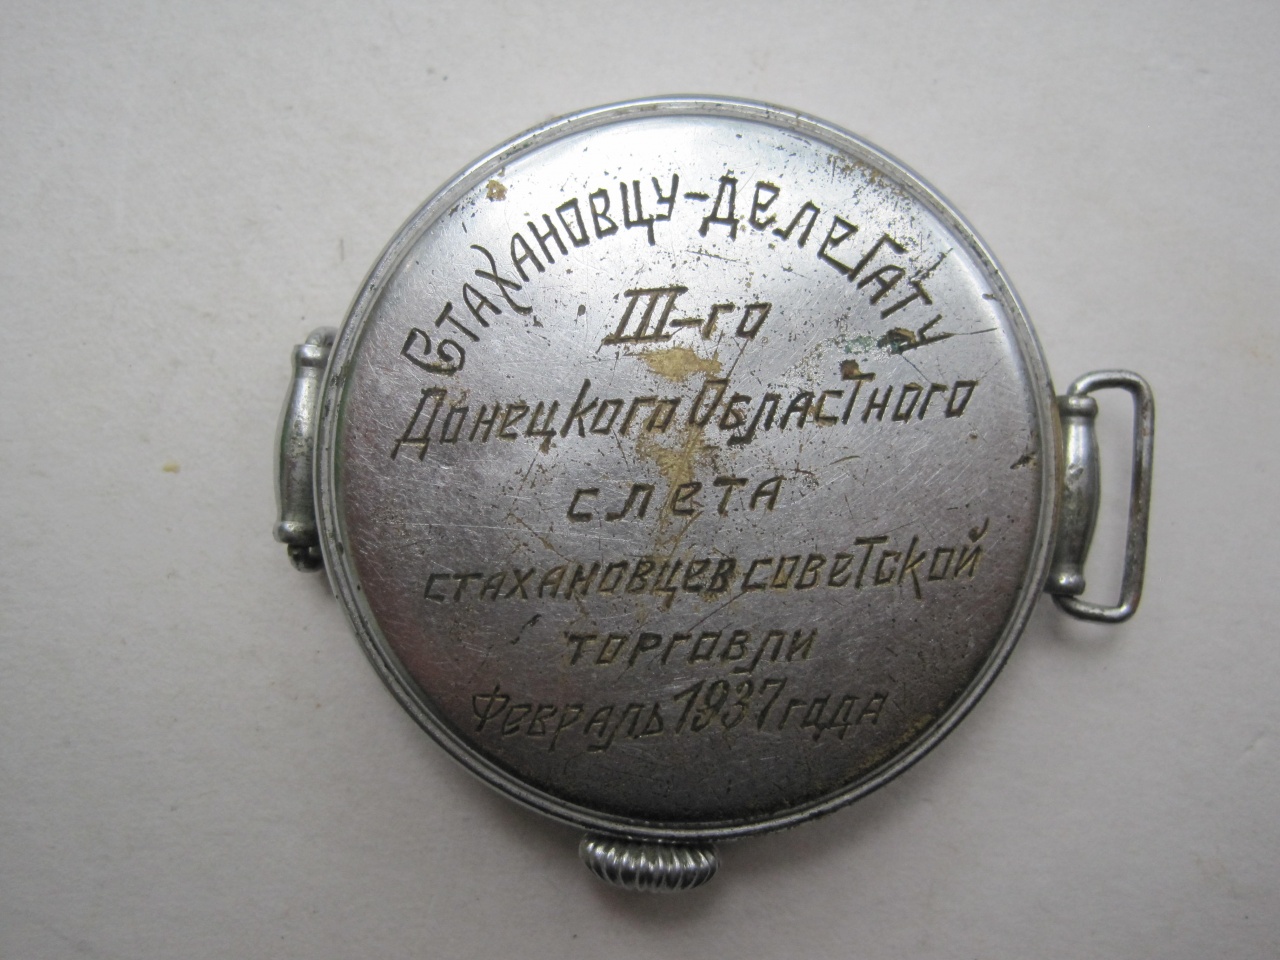 Стахановцу-делегату
III-го
Донецкого Областного
слета
стахановцев советской
торговли
Февраль 1937 года